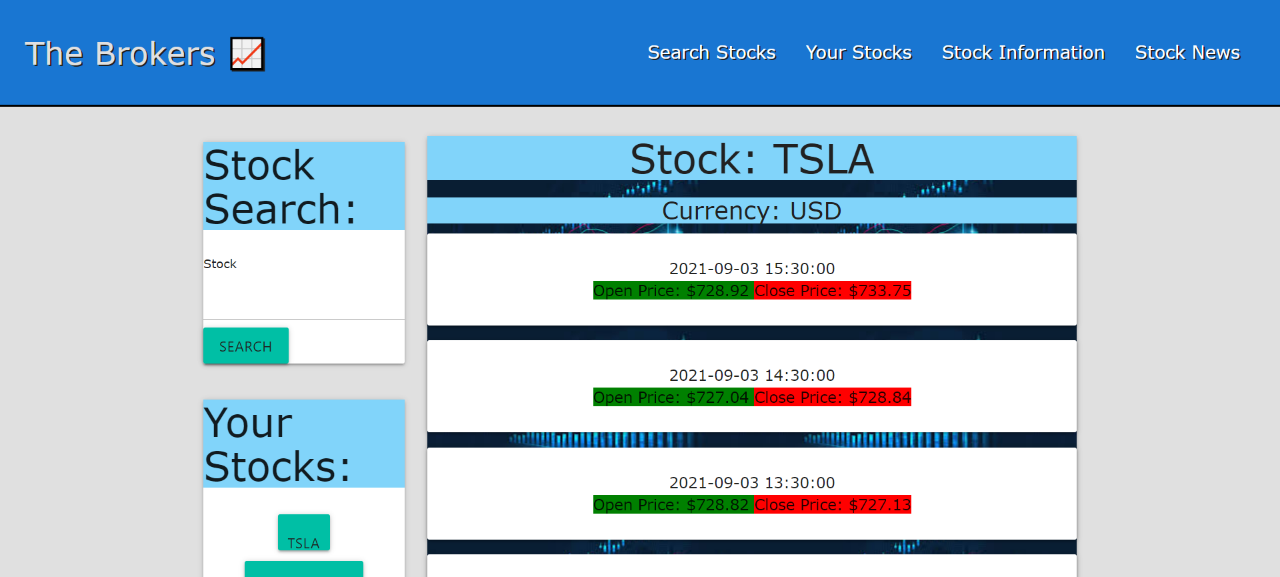 The Brokers
Search Stocks
Your Stocks
Stock Information
Stock News
Stock
Search:
Stock
SEARCH
Your
Stocks:
TSLA
Stock: TSLA
Currency: USD
2021-09-03 15:30:00
Open Price: $728.92 Close Price: $733.75
2021-09-03 14:30:00
Open Price: $727.04 Close Price: $728.84
2021-09-03 13:30:00
Open Price: $728.82 Close Price: $727.13